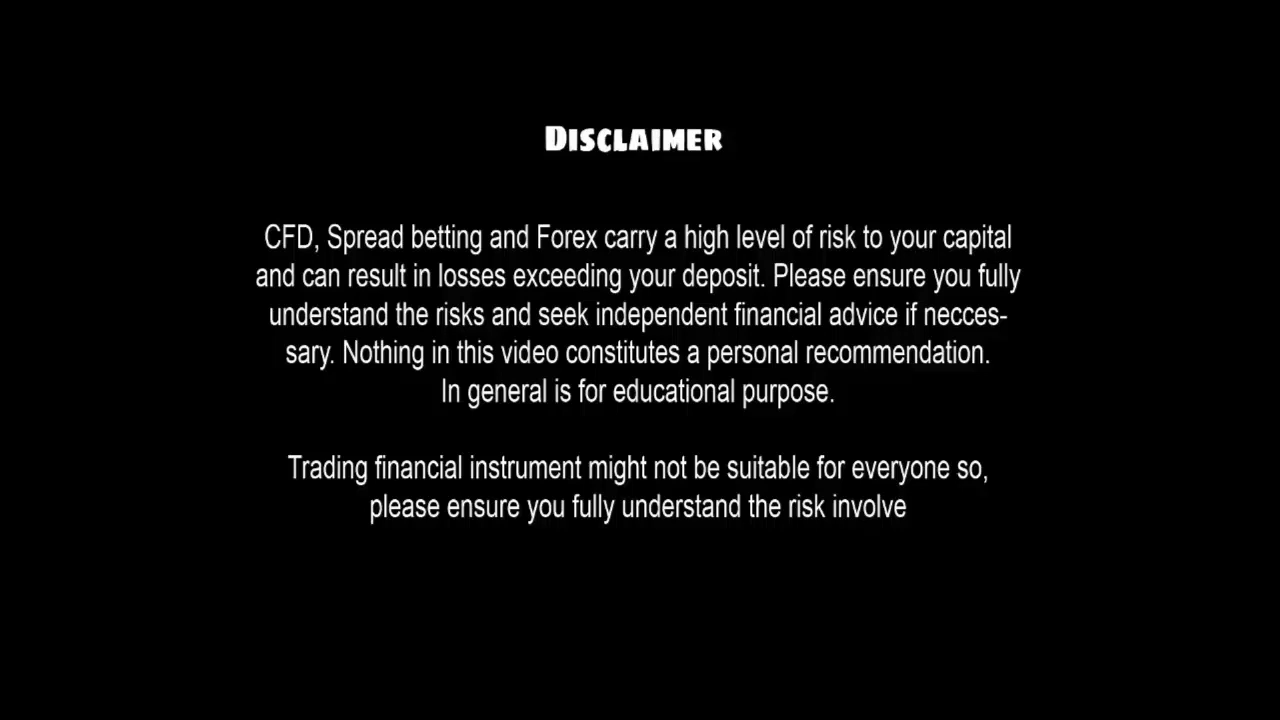 DISCLAIMER
CFD, Spread betting and Forex carry a high level of risk to your capital
and can result in losses exceeding your deposit. Please ensure you fully
understand the risks and seek independent financial advice if necces-
sary. Nothing in this video constitutes a personal recommendation.
In general is for educational purpose.
Trading financial instrument might not be suitable for everyone so,
please ensure you fully understand the risk involve